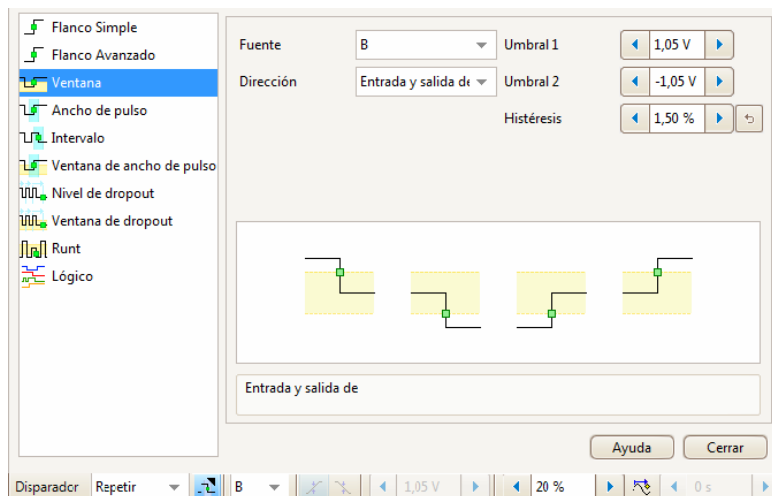 Flanco Simple
Flanco Avanzado
Ventana
Ancho de pulso
Intervalo
Ventana de ancho de pulso
Nivel de dropout
Ventana de dropout
Runt
Lógico
Fuente B Umbral 1 1,05 V
Dirección Entrada y salida de Umbral 2 -1,05 V
Histéresis 1,50 %
Entrada y salida de
Ayuda Cerrar
Disparador Repetir B 1,05 V 20 % 0 s